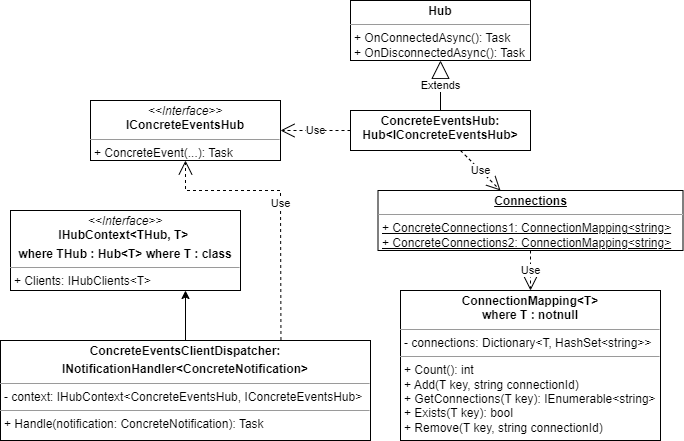 Hub
+ OnConnectedAsync(): Task
+ OnDisconnectedAsync(): Task
Extends
<<Interface>>
IConcreteEventsHub
+ ConcreteEvent(...): Task
Use
ConcreteEventsHub:
Hub<IConcreteEventsHub>
Use
Use
Connections
+ ConcreteConnections1: ConnectionMapping<string>
+ ConcreteConnections2: ConnectionMapping<string>
<<Interface>>
IHubContext<THub, T>
where THub : Hub<T> where T : class
+ Clients: IHubClients<T>
Use
ConnectionMapping<T>
where T : notnull
- connections: Dictionary<T, HashSet<string>>
+ Count(): int
+ Add(T key, string connectionId)
+ GetConnections(T key): IEnumerable<string>
+ Exists(T key): bool
+ Remove(T key, string connectionId)
ConcreteEventsClientDispatcher:
INotificationHandler<ConcreteNotification>
- context: IHubContext<ConcreteEventsHub, IConcreteEventsHub>
+ Handle(notification: ConcreteNotification): Task